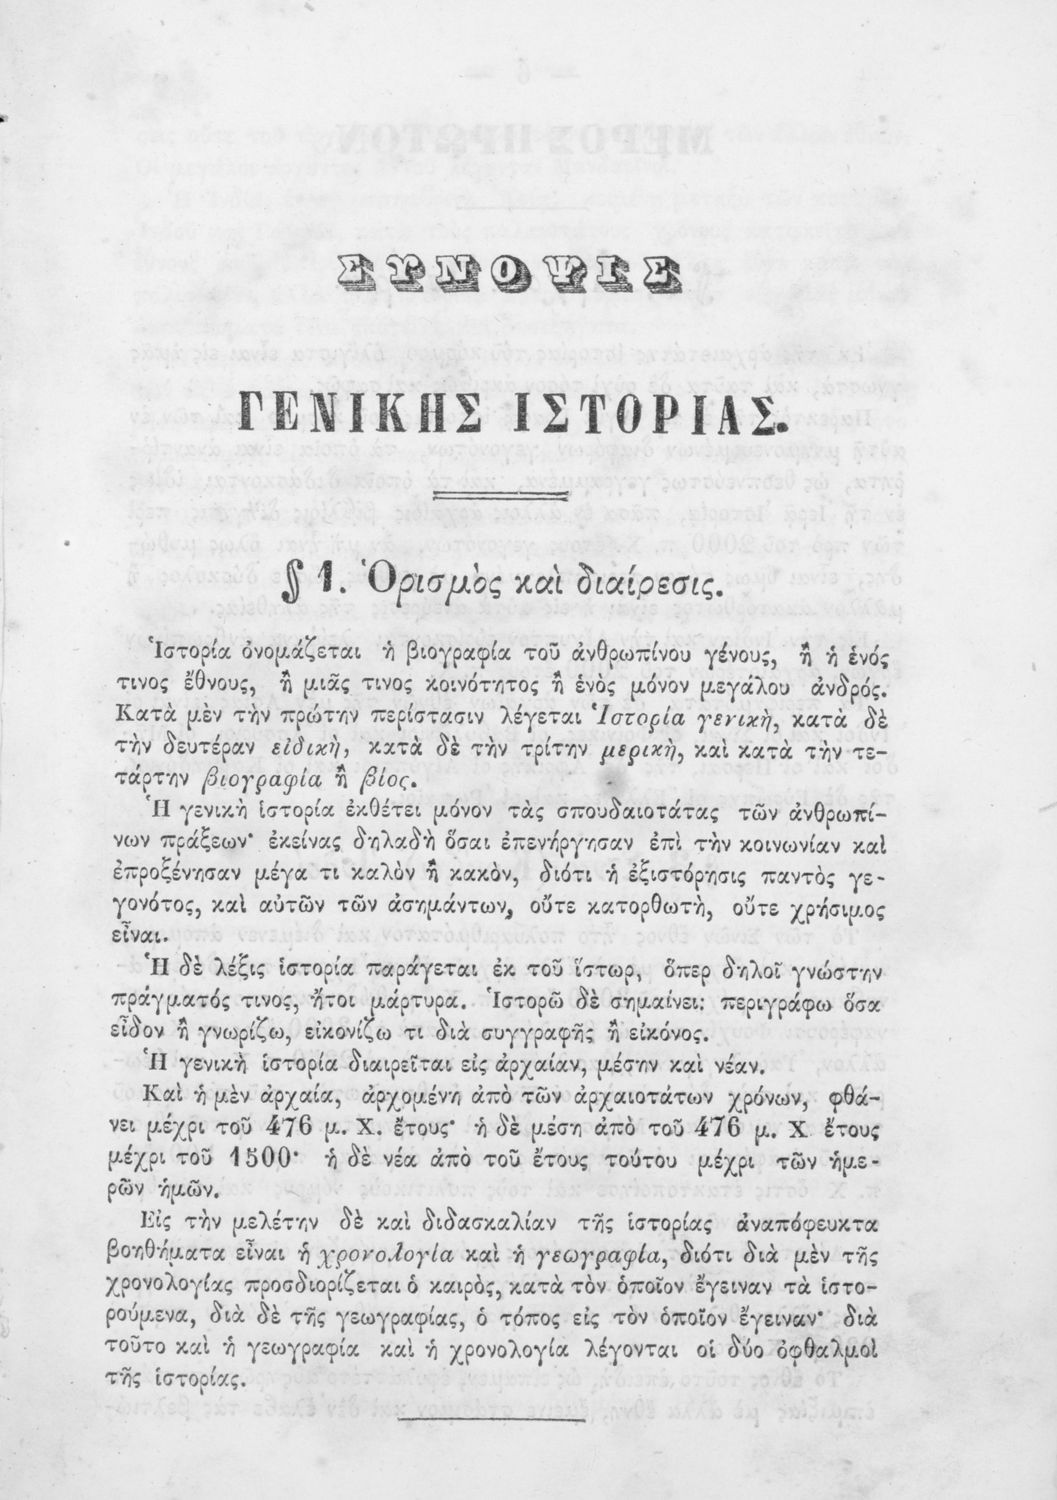 ΣΥΝΟΨΙΣ
ΓΕΝΙΚΗΣ ΙΣΤΟΡΙΑΣ.
§ 1. Ὁρισμὸς καὶ διαίρεσις.
Ἱστορία ὀνομάζεται ἡ βιογραφία τοῦ ἀνθρωπίνου γένους, ἢ ἡ ἑνός
τινος ἔθνους, ἢ μιᾶς τινος κοινότητος ἢ ἑνὸς μόνον μεγάλου ἀνδρός.
Κατὰ μὲν τὴν πρώτην περίστασιν λέγεται Ἱστορία γενικὴ, κατὰ δὲ
τὴν δευτέραν εἰδικὴ, κατὰ δὲ τὴν τρίτην μερικὴ, καὶ κατὰ τὴν τε-
τάρτην βιογραφία ἢ βίος.
Ἡ γενικὴ ἱστορία ἐκθέτει μόνον τὰς σπουδαιοτάτας τῶν ἀνθρωπί-
νων πράξεων· ἐκείνας δηλαδὴ ὅσαι ἐπενήργησαν ἐπὶ τὴν κοινωνίαν καὶ
ἐπροξένησαν μέγα τι καλὸν ἢ κακὸν, διότι ἡ ἐξιστόρησις παντὸς γε-
γονότος, καὶ αὐτῶν τῶν ἀσημάντων, οὔτε κατορθωτὴ, οὔτε χρήσιμος
εἶναι.
Ἡ δὲ λέξις ἱστορία παράγεται ἐκ τοῦ ἵστωρ, ὅπερ δηλοῖ γνώστην
πράγματός τινος, ἤτοι μάρτυρα. Ἱστορῶ δὲ σημαίνει: περιγράφω ὅσα
εἶδον ἢ γνωρίζω, εἰκονίζω τι διὰ συγγραφῆς ἢ εἰκόνος.
Ἡ γενικὴ ἱστορία διαιρεῖται εἰς ἀρχαίαν, μέσην καὶ νέαν.
Καὶ ἡ μὲν ἀρχαία, ἀρχομένη ἀπὸ τῶν ἀρχαιοτάτων χρόνων, φθά-
νει μέχρι τοῦ 476 μ. Χ. ἔτους· ἡ δὲ μέση ἀπὸ τοῦ 476 μ. Χ ἔτους
μέχρι τοῦ 1500· ἡ δὲ νέα ἀπὸ τοῦ ἔτους τούτου μέχρι τῶν ἡμε-
ρῶν ἡμῶν.
Εἰς τὴν μελέτην δὲ καὶ διδασκαλίαν τῆς ἱστορίας ἀναπόφευκτα
βοηθήματα εἶναι ἡ χρονολογία καὶ ἡ γεωγραφία, διότι διὰ μὲν τῆς
χρονολογίας προσδιορίζεται ὁ καιρὸς, κατὰ τὸν ὁποῖον ἔγειναν τὰ ἱστο-
ρούμενα, διὰ δὲ τῆς γεωγραφίας, ὁ τόπος εἰς τὸν ὁποῖον ἔγειναν· διὰ
τοῦτο καὶ ἡ γεωγραφία καὶ ἡ χρονολογία λέγονται οἱ δύο ὀφθαλμοὶ
τῆς ἱστορίας.